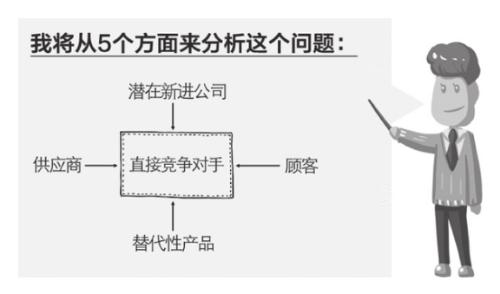 我将从5个方面来分析这个问题：
潜在新进公司
供应商
直接竞争对手
顾客
替代性产品